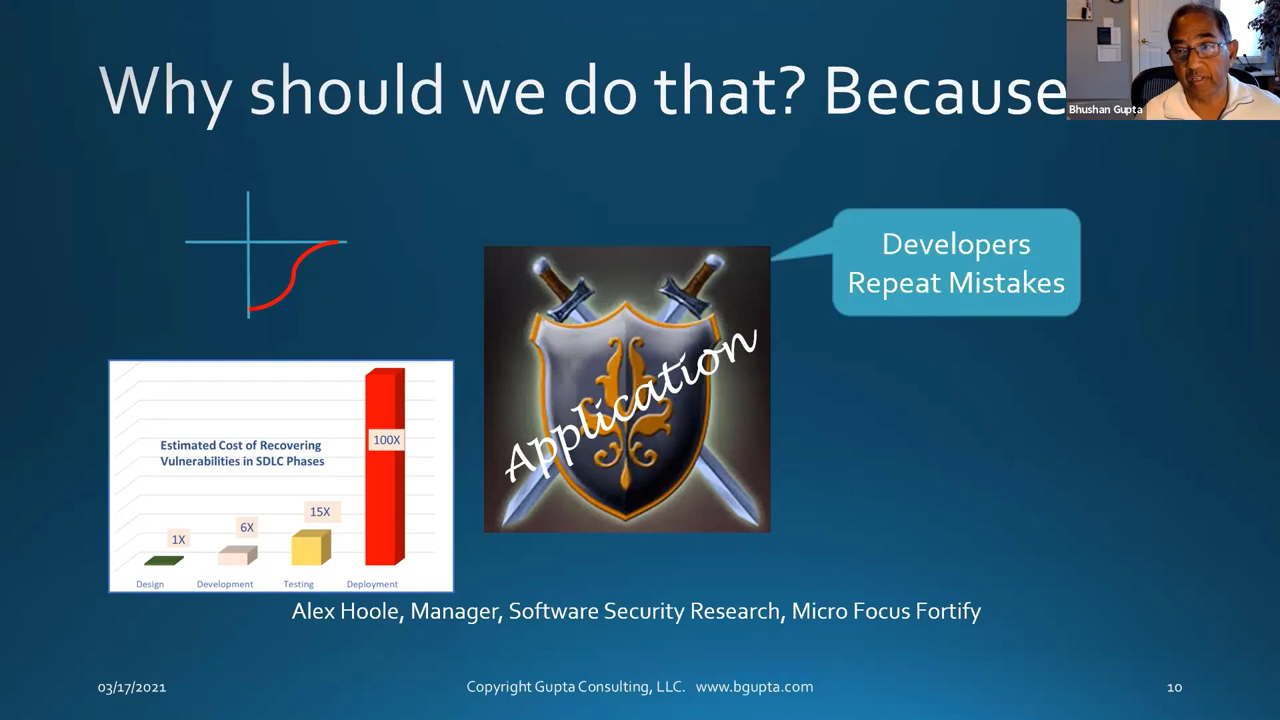 Why should we do that? Because
Bhushan Gupta
Developers
Repeat Mistakes
Application
Estimated Cost of Recovering
Vulnerabilities in SDLC Phases
100X
15X
6X
1X
Design Development Testing Deployment
Alex Hoole, Manager, Software Security Research, Micro Focus Fortify
03/17/2021 Copyright Gupta Consulting, LLC. www.bgupta.com 10